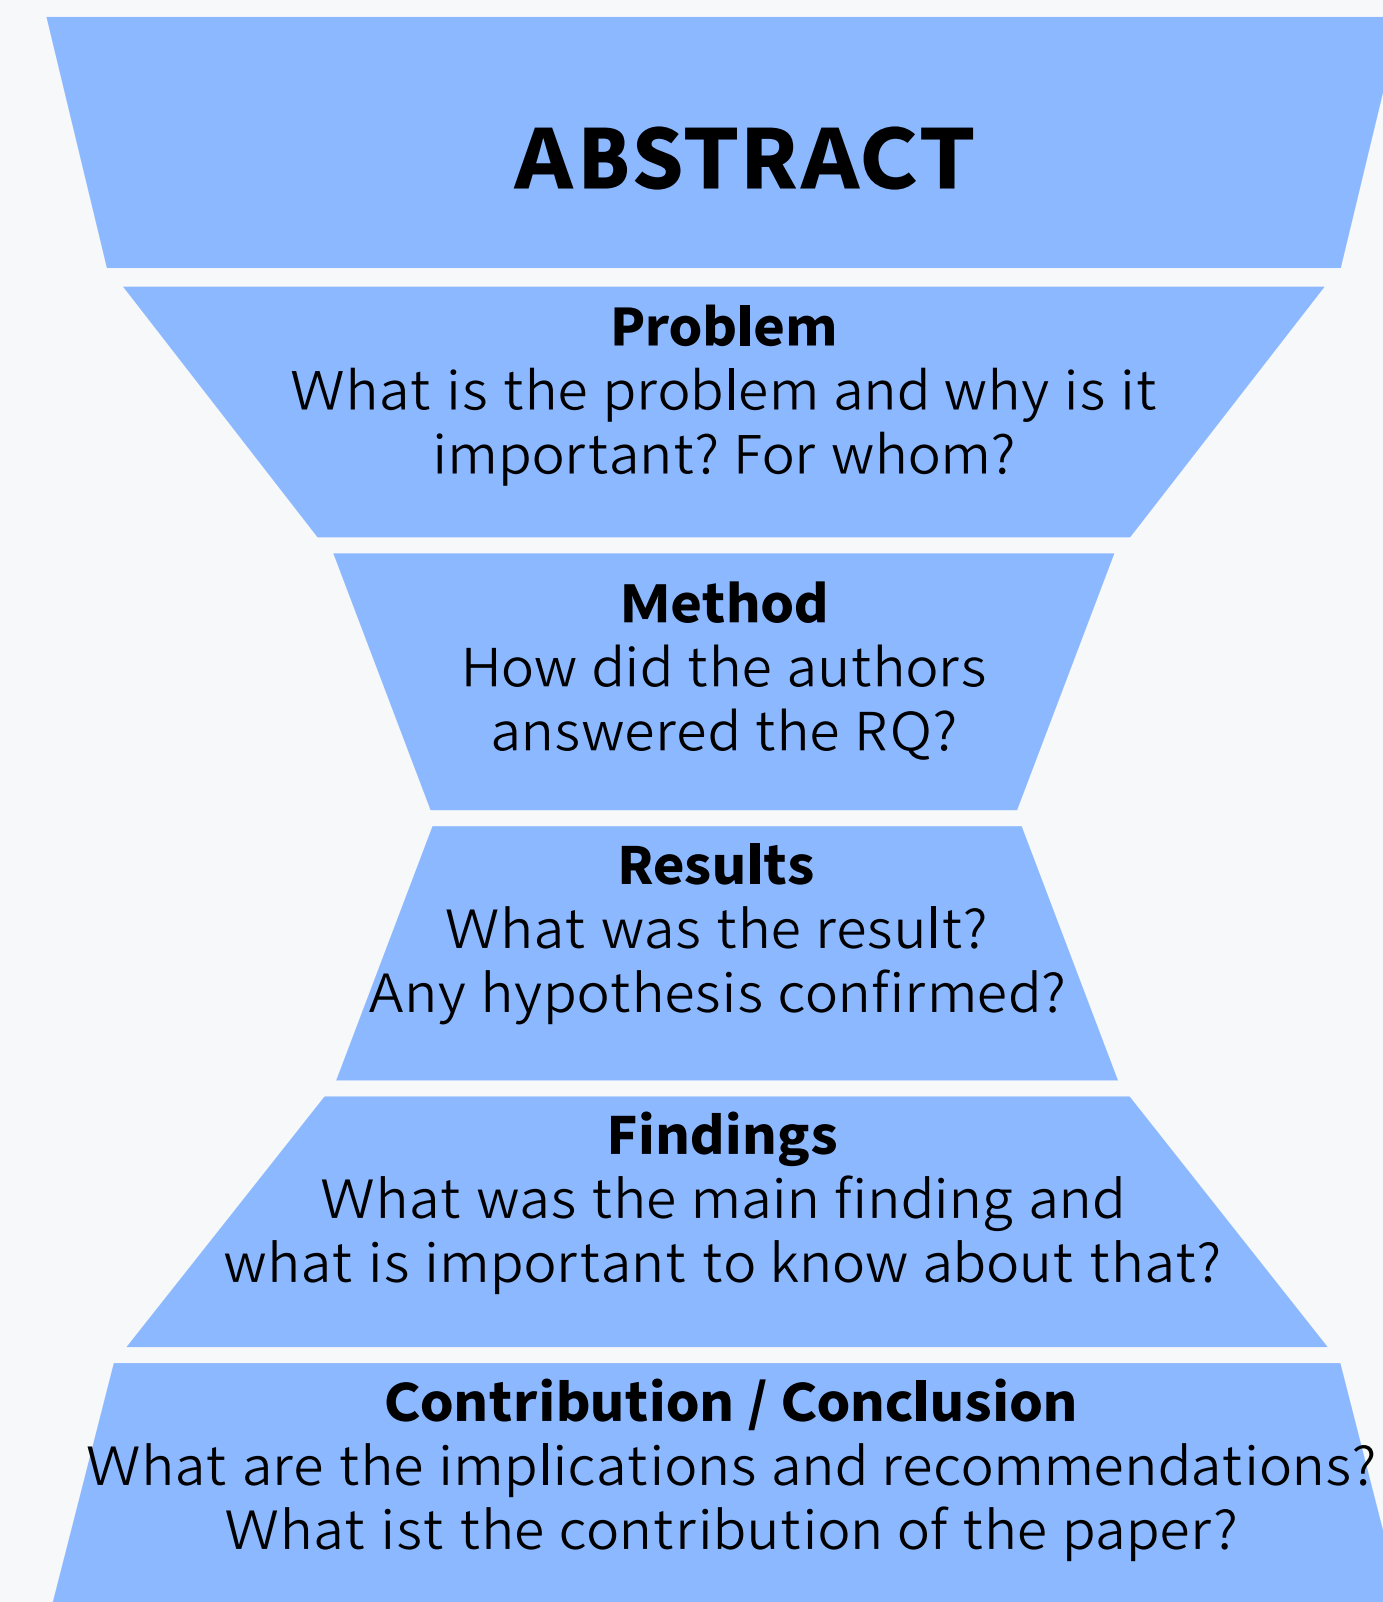 ABSTRACT
Problem
What is the problem and why is it
important? For whom?
Method
How did the authors
answered the RQ?
Results
What was the result?
Any hypothesis confirmed?
Findings
What was the main finding and
what is important to know about that?
Contribution / Conclusion
What are the implications and recommendations?
What ist the contribution of the paper?